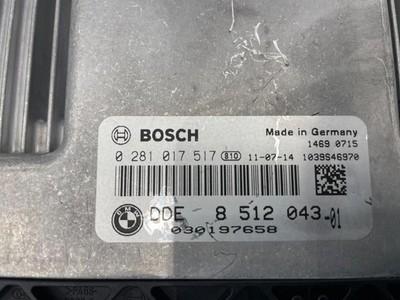 BOSCH
Made in Germany
1469 0715
0 281 017 517 810 11-07-14 1039S46970
BMW
DDE 8 512 043-01
030197658